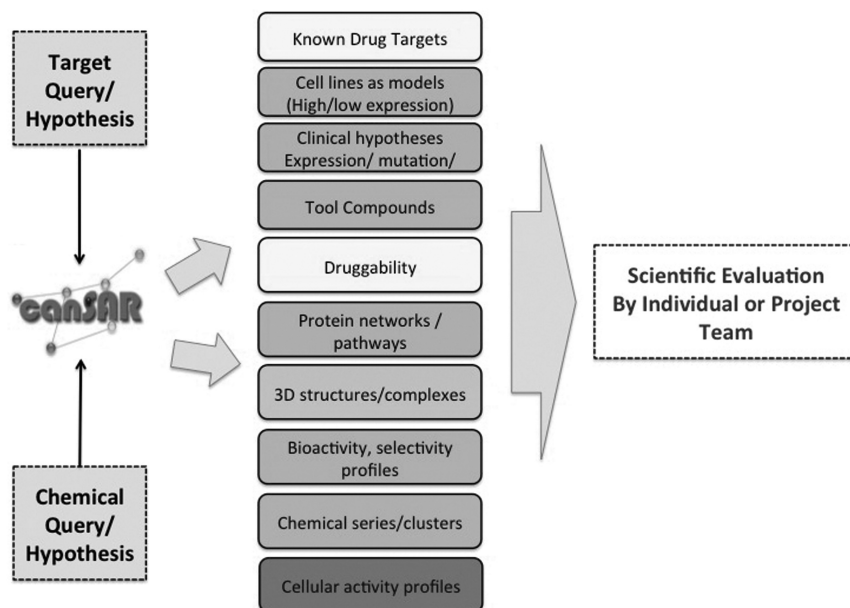 Target
Query/
Hypothesis
canSAR
Chemical
Query/
Hypothesis
Known Drug Targets
Cell lines as models
(High/low expression)
Clinical hypotheses
Expression/ mutation/
Tool Compounds
Druggability
Protein networks /
pathways
3D structures/complexes
Bioactivity, selectivity
profiles
Chemical series/clusters
Cellular activity profiles
Scientific Evaluation
By Individual or Project
Team